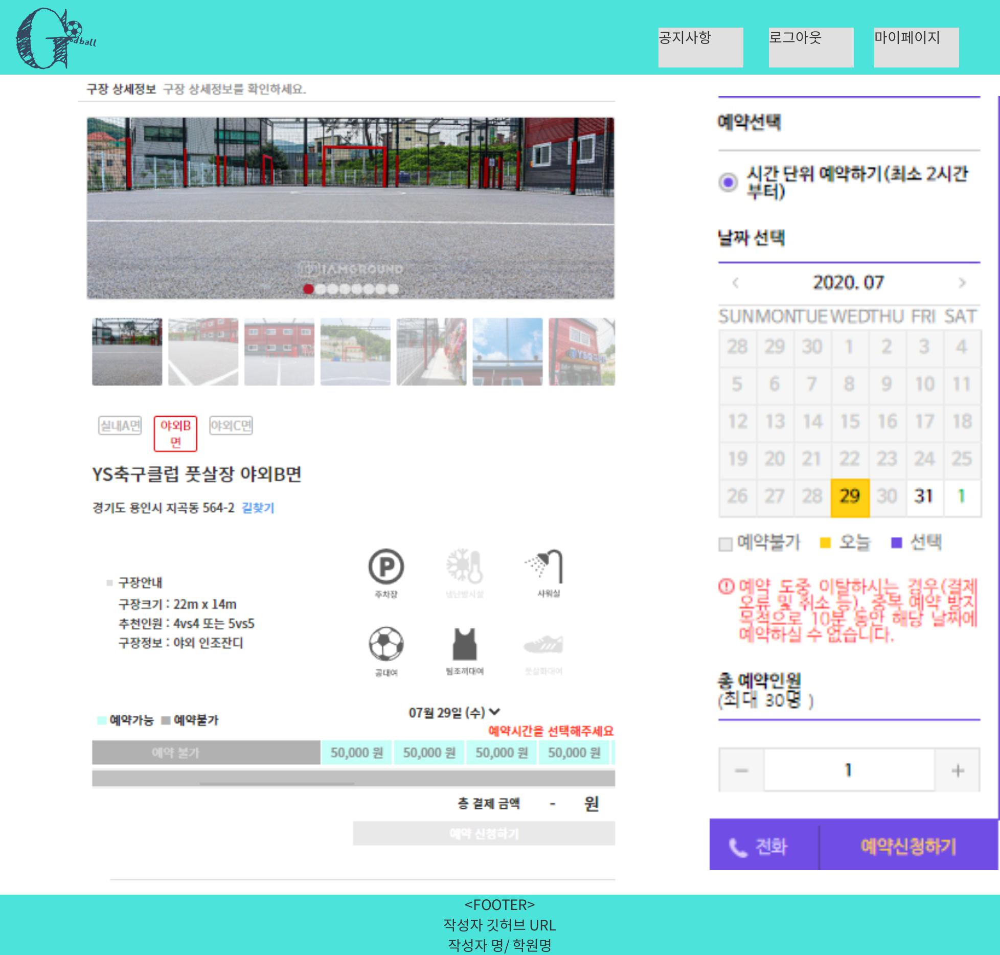 G
odball
공지사항
로그아웃
마이페이지
구장 상세정보 구장 상세정보를 확인하세요.
IAMGROUND
실내A면
야외B
면
야외C면
YS축구클럽 풋살장 야외B면
경기도 용인시 지곡동 564-2 길찾기
구장안내
구장크기 : 22m x 14m
추천인원 : 4vs4 또는 5vs5
구장정보 : 야외 인조잔디
P
주차장
냉난방시설
샤워실
공대여
팀조끼대여
풋살화대여
예약가능 예약불가
07월 29일 (수)
예약시간을 선택해주세요
예약 불가 50,000 원 50,000 원 50,000 원 50,000 원
총 결제 금액 - 원
예약 신청하기
예약선택
시간 단위 예약하기(최소 2시간
부터)
날짜 선택
< 2020. 07 >
SUN MON TUE WED THU FRI SAT
28 29 30 1 2 3 4
5 6 7 8 9 10 11
12 13 14 15 16 17 18
19 20 21 22 23 24 25
26 27 28 29 30 31 1
예약불가 오늘 선택
예약 도중 이탈하시는 경우(결제
오류 및 취소 등), 중복 예약 방지
목적으로 10분 동안 해당 날짜에
예약하실 수 없습니다.
총 예약인원
(최대 30명 )
− 1 +
전화 예약신청하기
<FOOTER>
작성자 깃허브 URL
작성자 명/ 학원명